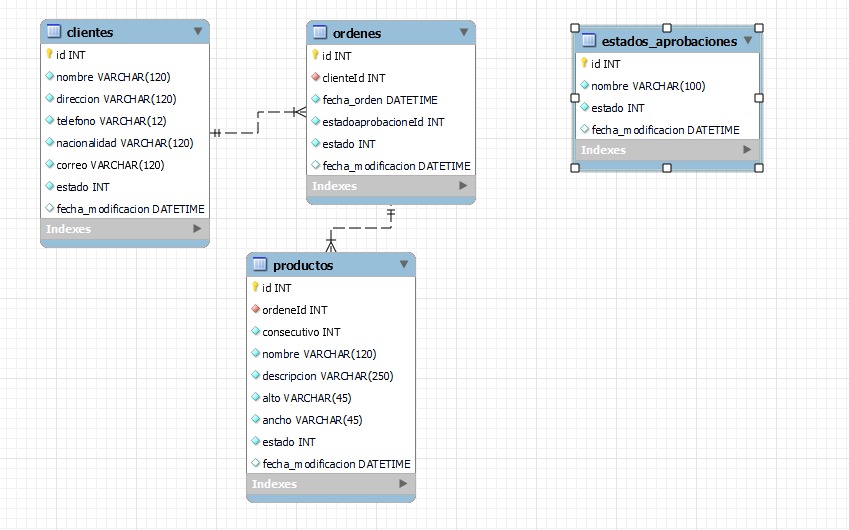 clientes
id INT
nombre VARCHAR(120)
direccion VARCHAR(120)
telefono VARCHAR(12)
nacionalidad VARCHAR(120)
correo VARCHAR(120)
estado INT
fecha_modificacion DATETIME
Indexes
ordenes
id INT
clienteId INT
fecha_orden DATETIME
estadoaprobacioneId INT
estado INT
fecha_modificacion DATETIME
Indexes
estados_aprobaciones
id INT
nombre VARCHAR(100)
estado INT
fecha_modificacion DATETIME
Indexes
productos
id INT
ordeneId INT
consecutivo INT
nombre VARCHAR(120)
descripcion VARCHAR(250)
alto VARCHAR(45)
ancho VARCHAR(45)
estado INT
fecha_modificacion DATETIME
Indexes